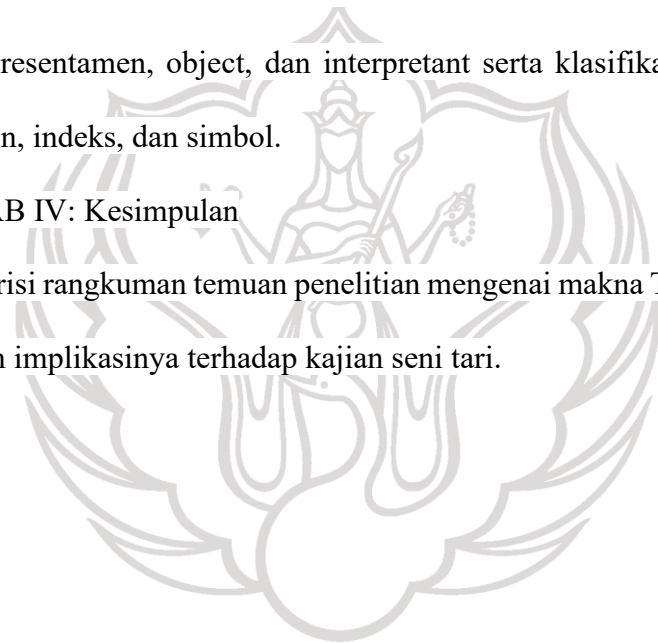 resentamen, object, dan interpretant serta klasifika
n, indeks, dan simbol.
AB IV: Kesimpulan
risi rangkuman temuan penelitian mengenai makna T
n implikasinya terhadap kajian seni tari.